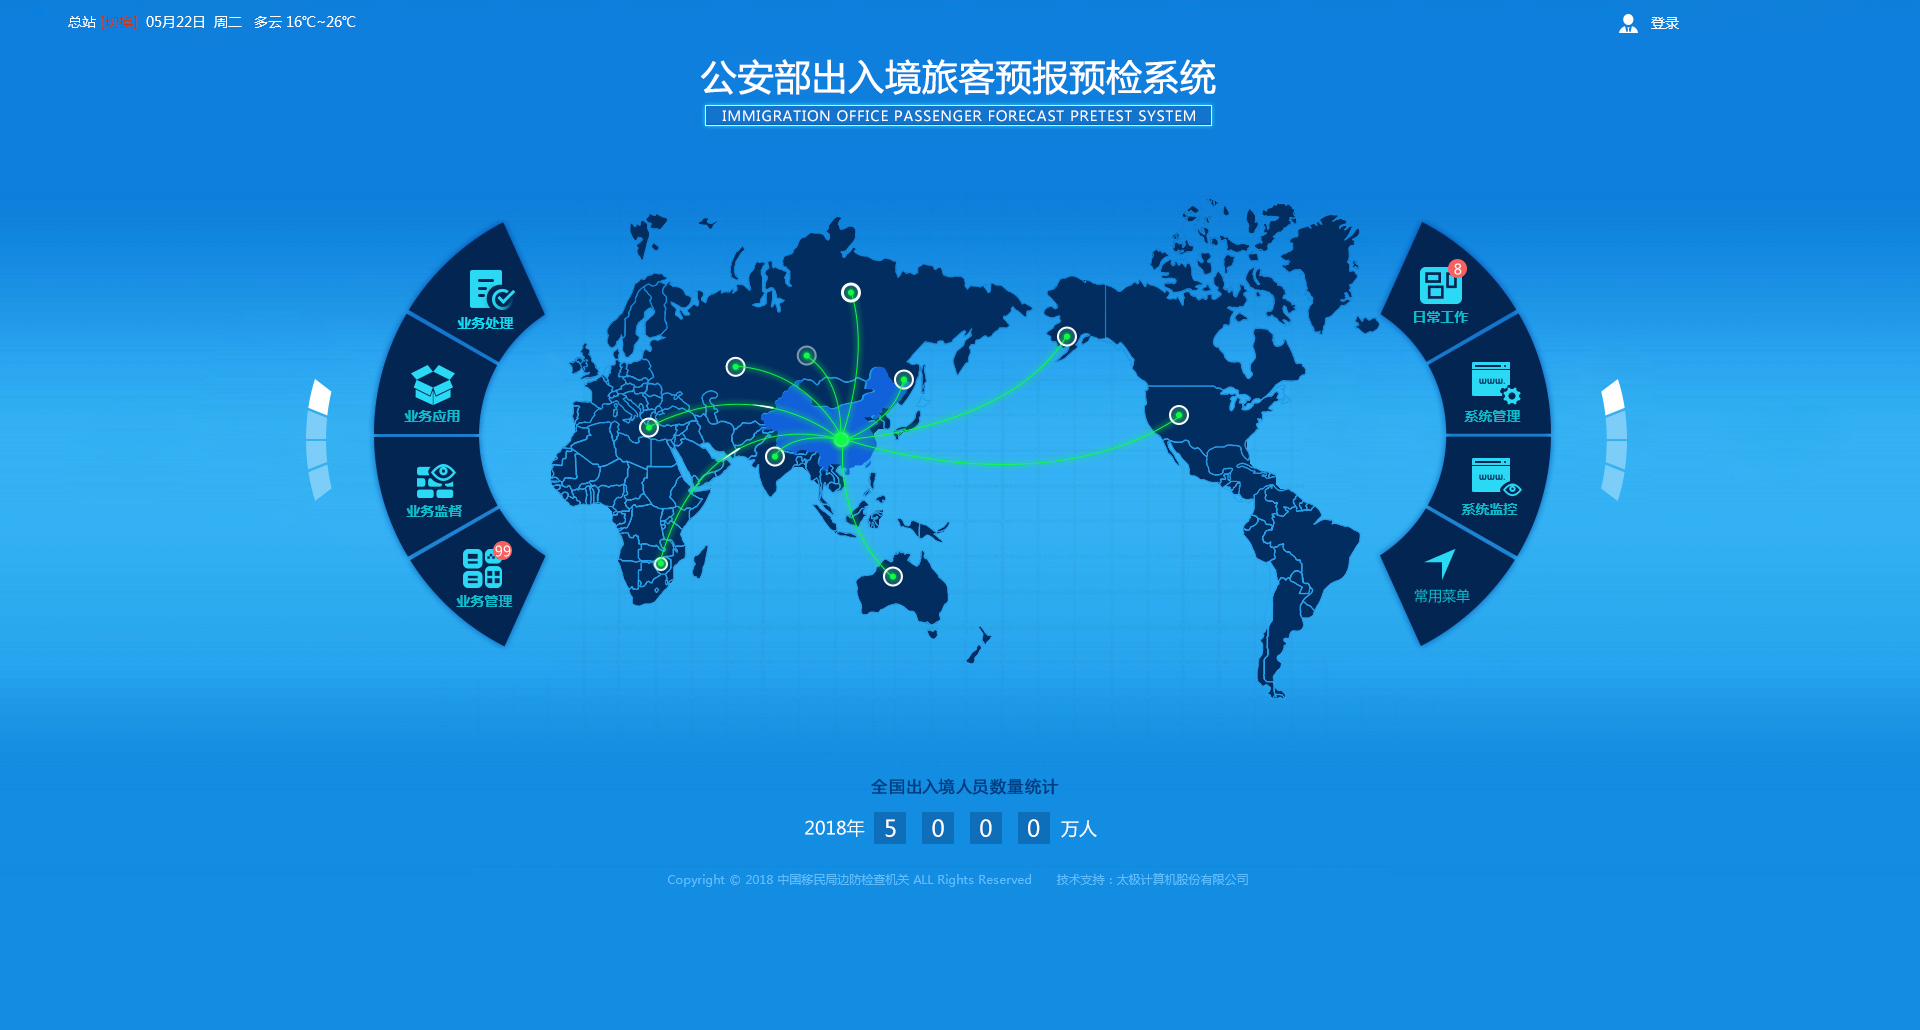 总站 [切换] 05月22日 周二 多云 16℃~26℃
登录
公安部出入境旅客预报预检系统
IMMIGRATION OFFICE PASSENGER FORECAST PRETEST SYSTEM
业务处理
业务应用
业务监督
99
业务管理
8
日常工作
www.
系统管理
www.
系统监控
常用菜单
全国出入境人员数量统计
2018年 5 0 0 0 万人
Copyright © 2018 中国移民局边防检查机关 ALL Rights Reserved 技术支持：太极计算机股份有限公司